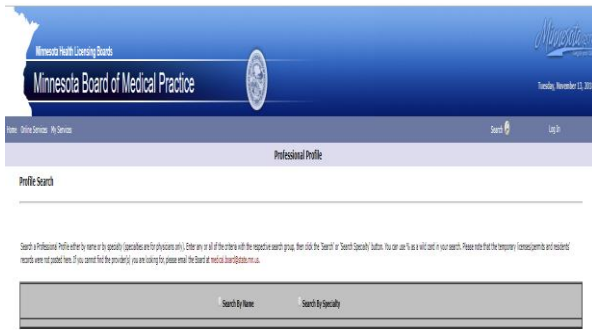 Minnesota Health Licensing Boards
Minnesota
Minnesota Board of Medical Practice
Tuesday, November 13,
Home Online Services My Services Search Log In
Professional Profile
Profile Search
Search a Professional Profile either by name or by specialty (specialties are for physicians only). Enter any or all of the criteria with the respective search group, then click the 'Search' or 'Search Specialty' button. You can use % as a wild card in your search. Please note that the temporary licenses/permits and residents'
records were not posted here. If you cannot find the provider(s) you are looking for, please email the Board at medical.board@state.mn.us.
Search By Name Search By Specialty